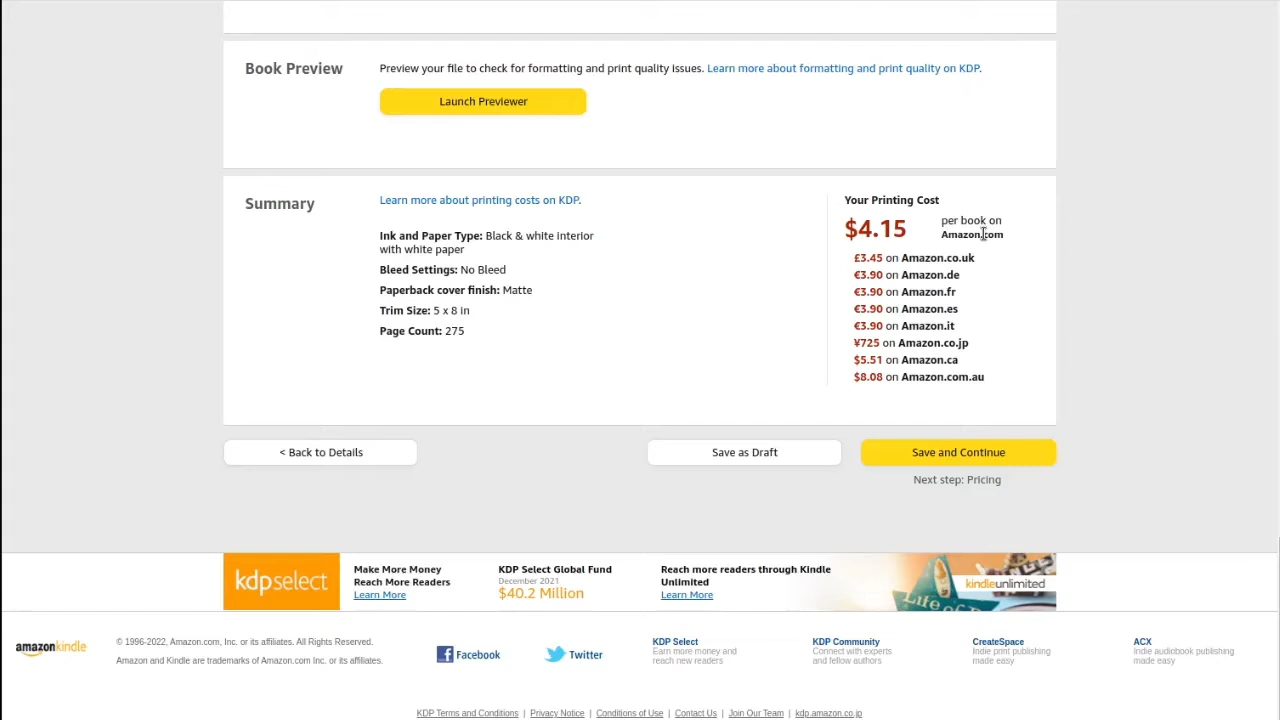 Book Preview
Preview your file to check for formatting and print quality issues. Learn more about formatting and print quality on KDP.
Launch Previewer
Summary
Learn more about printing costs on KDP.
Ink and Paper Type: Black & white interior
with white paper
Bleed Settings: No Bleed
Paperback cover finish: Matte
Trim Size: 5 x 8 in
Page Count: 275
Your Printing Cost
$4.15 per book on
Amazon.com
£3.45 on Amazon.co.uk
€3.90 on Amazon.de
€3.90 on Amazon.fr
€3.90 on Amazon.es
€3.90 on Amazon.it
¥725 on Amazon.co.jp
$5.51 on Amazon.ca
$8.08 on Amazon.com.au
< Back to Details
Save as Draft
Save and Continue
Next step: Pricing
kdpselect
Make More Money
Reach More Readers
Learn More
KDP Select Global Fund
December 2021
$40.2 Million
Reach more readers through Kindle
Unlimited
Learn More
Life of
kindleunlimited
amazonkindle
© 1996-2022, Amazon.com, Inc. or its affiliates. All Rights Reserved.
Amazon and Kindle are trademarks of Amazon.com Inc. or its affiliates.
Facebook
Twitter
KDP Select
Earn more money and
reach new readers
KDP Community
Connect with experts
and fellow authors
CreateSpace
Indie print publishing
made easy
ACX
Indie audiobook publishing
made easy
KDP Terms and Conditions | Privacy Notice | Conditions of Use | Contact Us | Join Our Team | kdp.amazon.co.jp